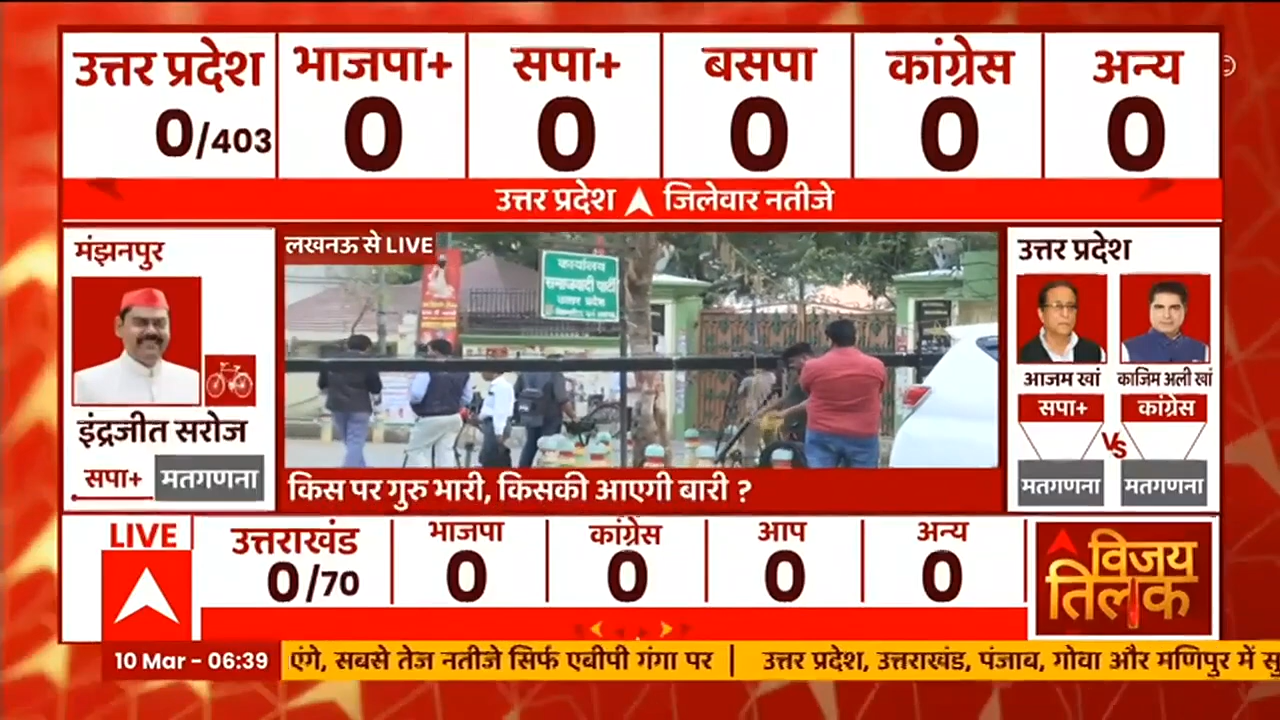 उत्तर प्रदेश
0/403
भाजपा+
0
सपा+
0
बसपा
0
कांग्रेस
0
अन्य
0
©
उत्तर प्रदेश जिलेवार नतीजे
मंझनपुर
इंद्रजीत सरोज
सपा+ मतगणना
लखनऊ से LIVE
कार्यालय
समाजवादी पार्टी
उत्तर प्रदेश
किस पर गुरु भारी, किसकी आएगी बारी ?
उत्तर प्रदेश
आजम खां
काजिम अली खां
सपा+
कांग्रेस
VS
मतगणना
मतगणना
LIVE
उत्तराखंड
0/70
भाजपा
0
कांग्रेस
0
आप
0
अन्य
0
विजय
तिलक
10 Mar - 06:39
एंगे, सबसे तेज नतीजे सिर्फ एबीपी गंगा पर | उत्तर प्रदेश, उत्तराखंड, पंजाब, गोवा और मणिपुर में सु